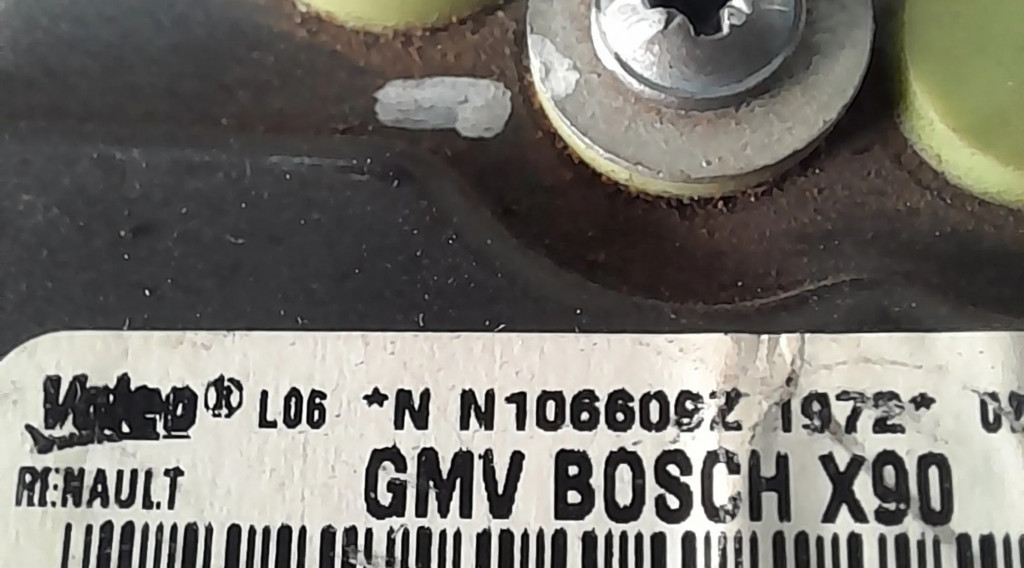 Valeo® L06 *N N1066092 1972*
RENAULT GMV BOSCH X90